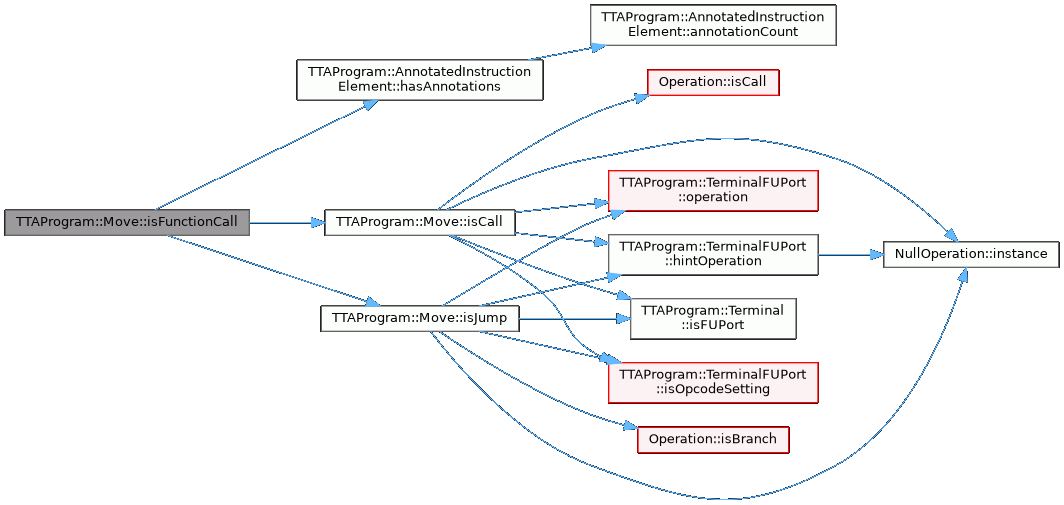 TTAProgram::AnnotatedInstruction
Element::annotationCount
TTAProgram::AnnotatedInstruction
Element::hasAnnotations
Operation::isCall
TTAProgram::TerminalFUPort
::operation
TTAProgram::Move::isFunctionCall
TTAProgram::Move::isCall
TTAProgram::TerminalFUPort
::hintOperation
NullOperation::instance
TTAProgram::Move::isJump
TTAProgram::Terminal
::isFUPort
TTAProgram::TerminalFUPort
::isOpcodeSetting
Operation::isBranch